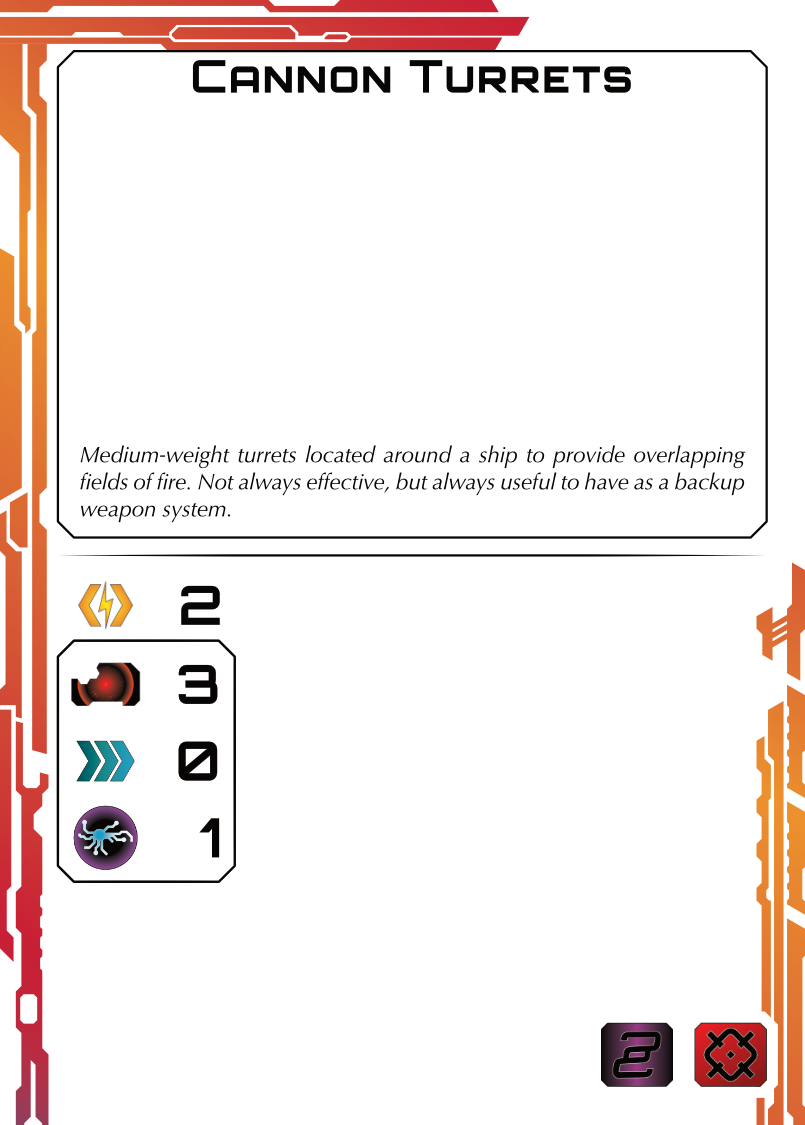 Cannon Turrets
Medium-weight turrets located around a ship to provide overlapping
fields of fire. Not always effective, but always useful to have as a backup
weapon system.
2
3
0
1
2